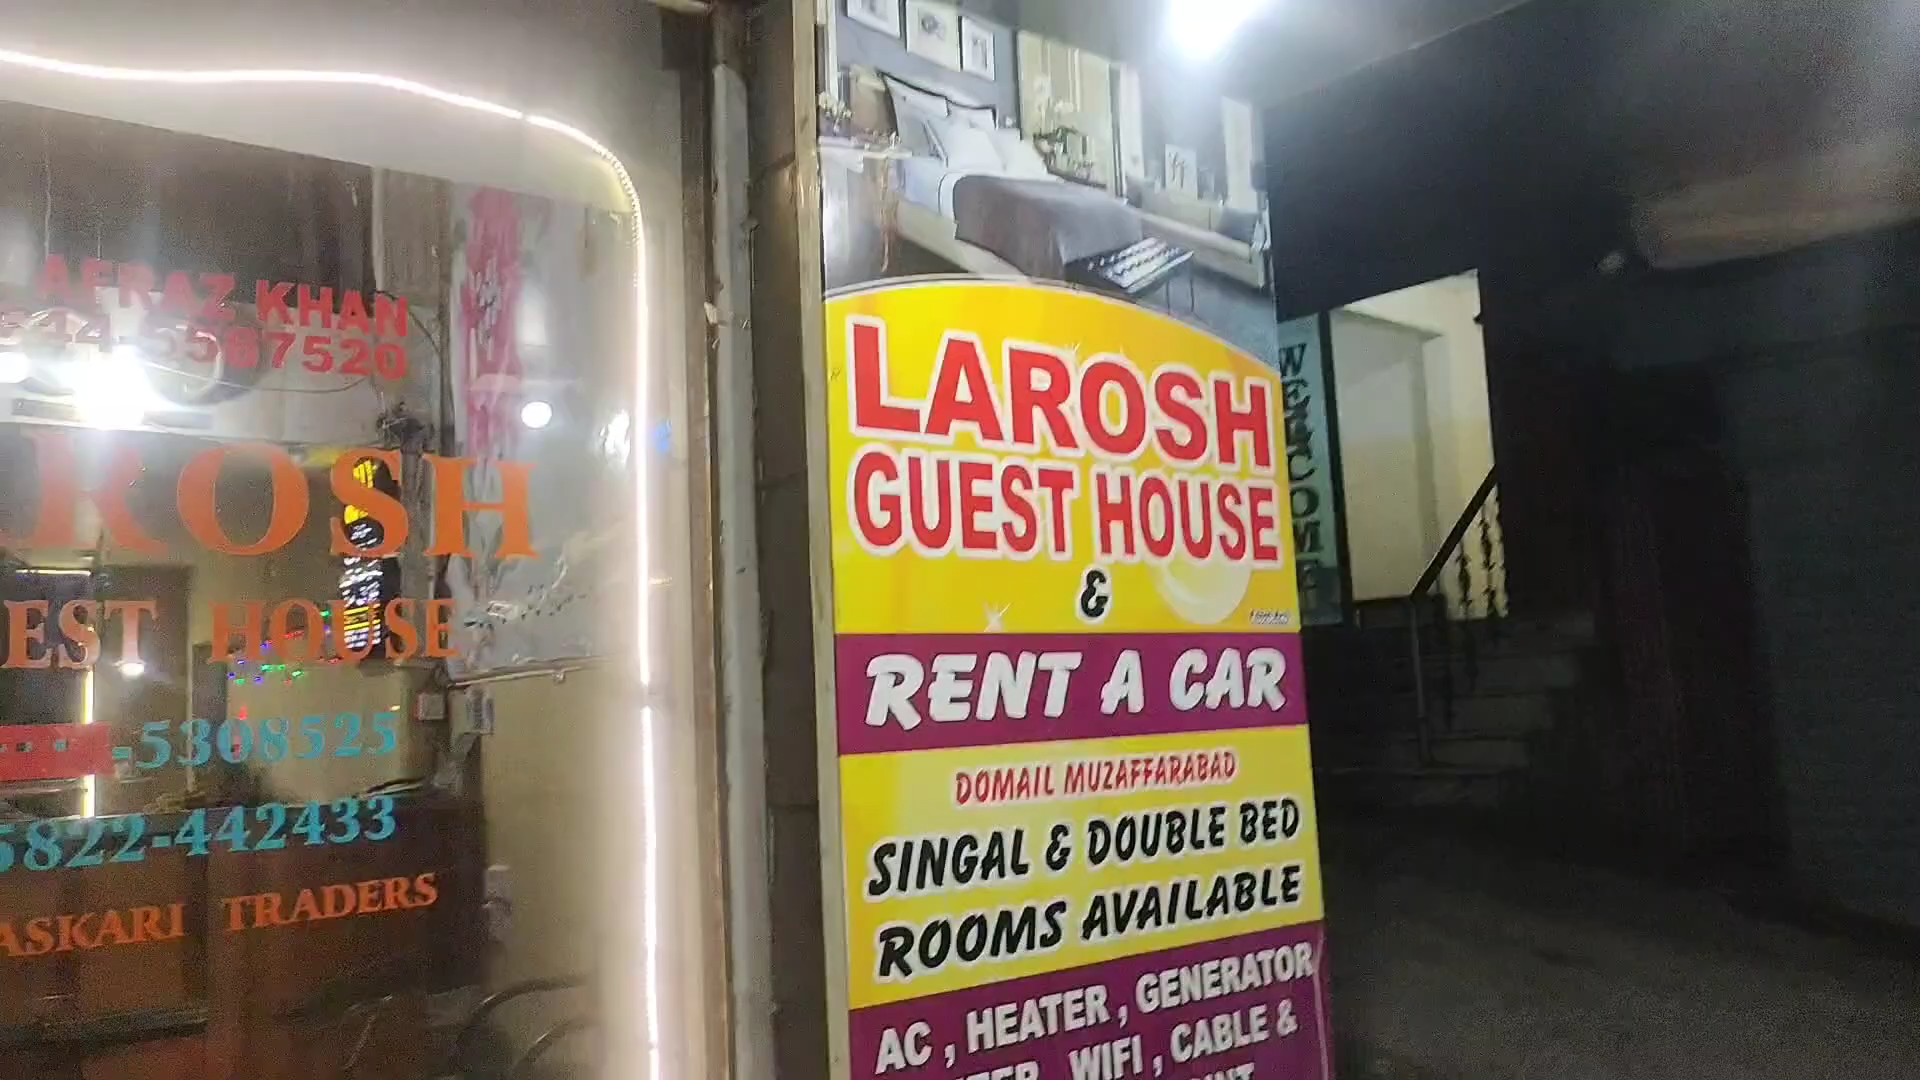 AFRAZ KHAN
5567520
ROSH
EST HOUSE
-5308525
5822-442433
ASKARI TRADERS
LAROSH
GUEST HOUSE
&
RENT A CAR
DOMAIL MUZAFFARABAD
SINGAL & DOUBLE BED
ROOMS AVAILABLE
AC , HEATER , GENERATOR
WIFI , CABLE &
WELCOME